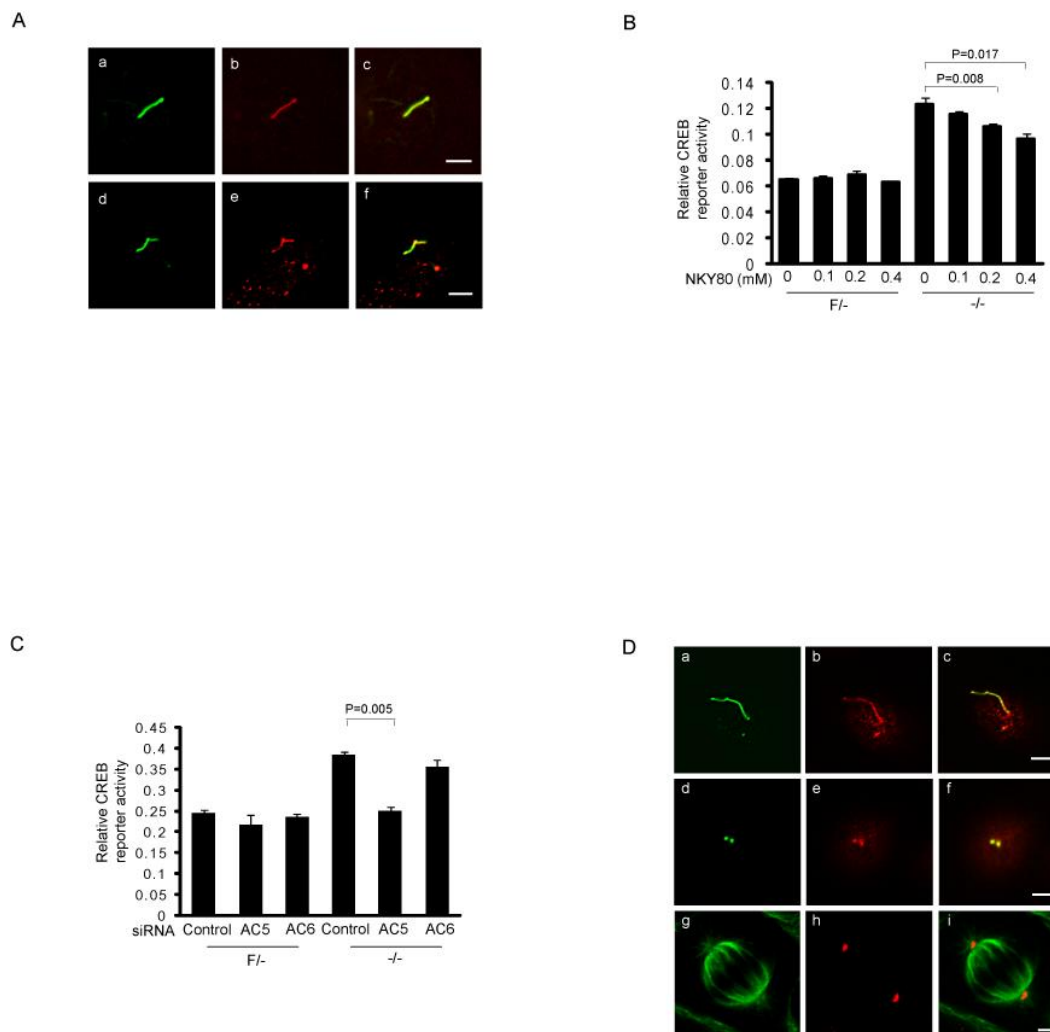 A
a
b
c
d
e
f
B
P=0.017
P=0.008
Relative CREB
reporter activity
0.14
0.12
0.1
0.08
0.06
0.04
0.02
0
NKY80 (mM)
0 0.1 0.2 0.4 0 0.1 0.2 0.4
F/- -/-
C
P=0.005
Relative CREB
reporter activity
0.45
0.4
0.35
0.3
0.25
0.2
0.15
0.1
0.05
0
siRNA Control AC5 AC6 Control AC5 AC6
F/- -/-
D
a
b
c
d
e
f
g
h
i